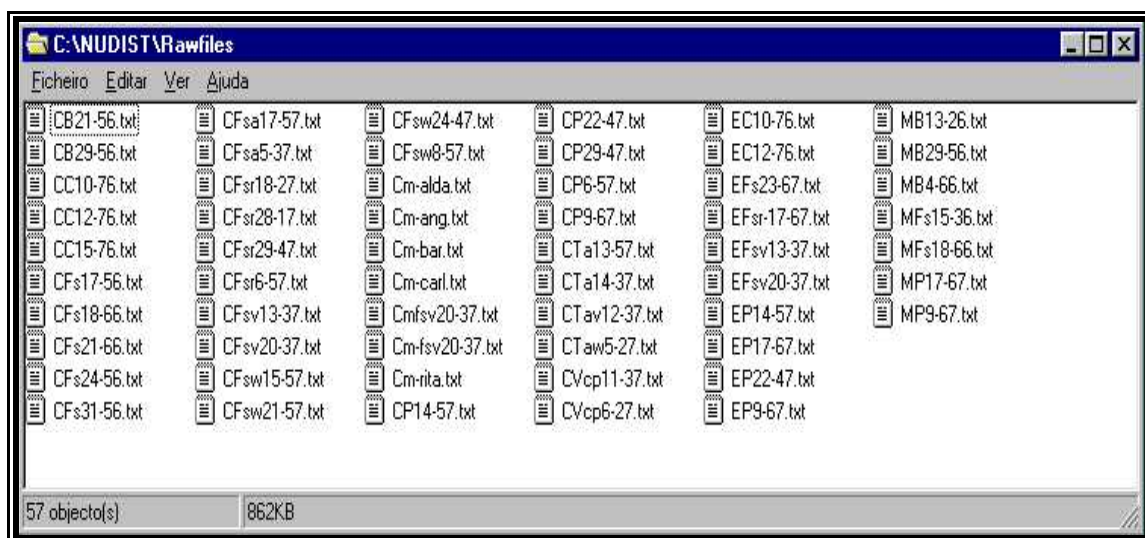 C:\NUDIST\Rawfiles
Ficheiro Editar Ver Ajuda
CB21-56.txt CFsa17-57.txt CFsw24-47.txt CP22-47.txt EC10-76.txt MB13-26.txt
CB29-56.txt CFsa5-37.txt CFsw8-57.txt CP29-47.txt EC12-76.txt MB29-56.txt
CC10-76.txt CFsr18-27.txt Cm-alda.txt CP6-57.txt EFs23-67.txt MB4-66.txt
CC12-76.txt CFsr28-17.txt Cm-ang.txt CP9-67.txt EFsr-17-67.txt MFs15-36.txt
CC15-76.txt CFsr29-47.txt Cm-bar.txt CTa13-57.txt EFsv13-37.txt MFs18-66.txt
CFs17-56.txt CFsr6-57.txt Cm-carl.txt CTa14-37.txt EFsv20-37.txt MP17-67.txt
CFs18-66.txt CFsv13-37.txt Cmfsv20-37.txt CTav12-37.txt EP14-57.txt MP9-67.txt
CFs21-66.txt CFsv20-37.txt Cm-fsv20-37.txt CTaw5-27.txt EP17-67.txt
CFs24-56.txt CFsw15-57.txt Cm-rita.txt CVcp11-37.txt EP22-47.txt
CFs31-56.txt CFsw21-57.txt CP14-57.txt CVcp6-27.txt EP9-67.txt
57 objecto(s) 862KB